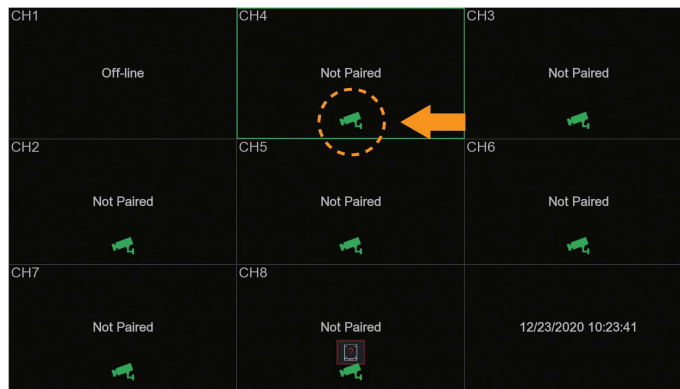 CH1
Off-line
CH4
Not Paired
CH3
Not Paired
CH2
Not Paired
CH5
Not Paired
CH6
Not Paired
CH7
Not Paired
CH8
Not Paired
12/23/2020 10:23:41